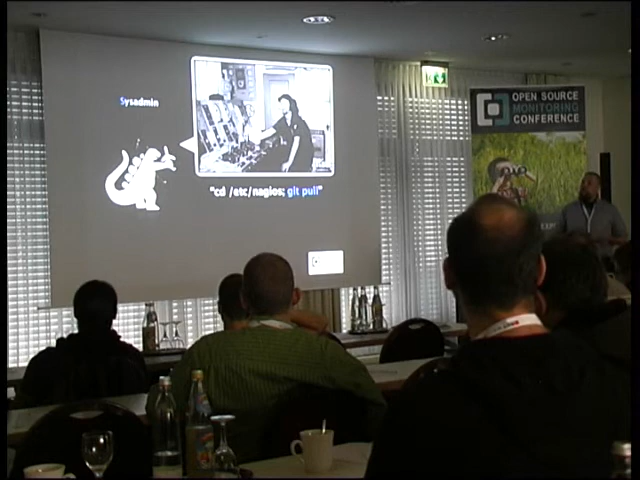 Sysadmin
"cd /etc/nagios; git pull"
OPEN SOURCE
MONITORING
CONFERENCE